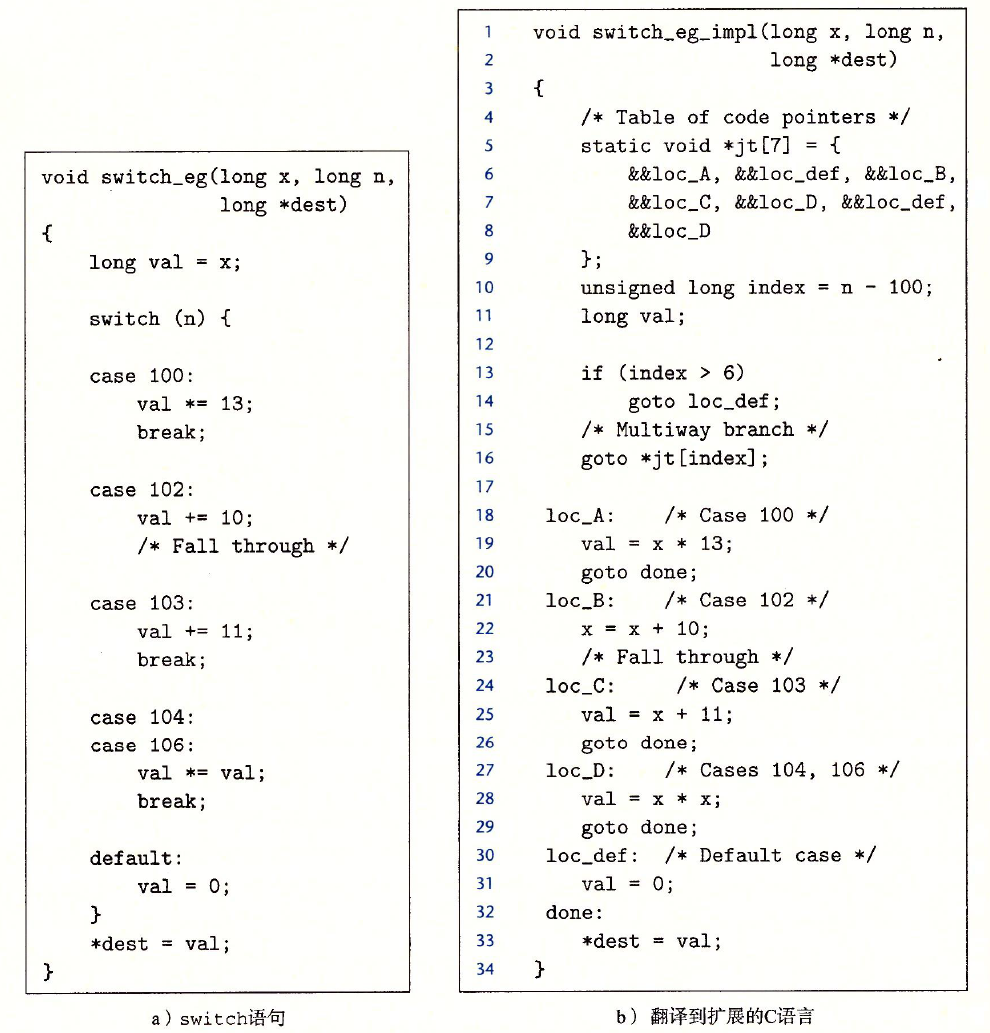 void switch_eg(long x, long n,
               long *dest)
{
    long val = x;

    switch (n) {

    case 100:
        val *= 13;
        break;

    case 102:
        val += 10;
        /* Fall through */

    case 103:
        val += 11;
        break;

    case 104:
    case 106:
        val *= val;
        break;

    default:
        val = 0;
    }
    *dest = val;
}
a) switch语句
1 void switch_eg_impl(long x, long n,
2                     long *dest)
3 {
4     /* Table of code pointers */
5     static void *jt[7] = {
6         &&loc_A, &&loc_def, &&loc_B,
7         &&loc_C, &&loc_D, &&loc_def,
8         &&loc_D
9     };
10     unsigned long index = n - 100;
11     long val;
12
13     if (index > 6)
14         goto loc_def;
15     /* Multiway branch */
16     goto *jt[index];
17
18  loc_A:    /* Case 100 */
19     val = x * 13;
20     goto done;
21  loc_B:    /* Case 102 */
22     x = x + 10;
23     /* Fall through */
24  loc_C:     /* Case 103 */
25     val = x + 11;
26     goto done;
27  loc_D:    /* Cases 104, 106 */
28     val = x * x;
29     goto done;
30  loc_def:  /* Default case */
31     val = 0;
32  done:
33     *dest = val;
34 }
b) 翻译到扩展的C语言